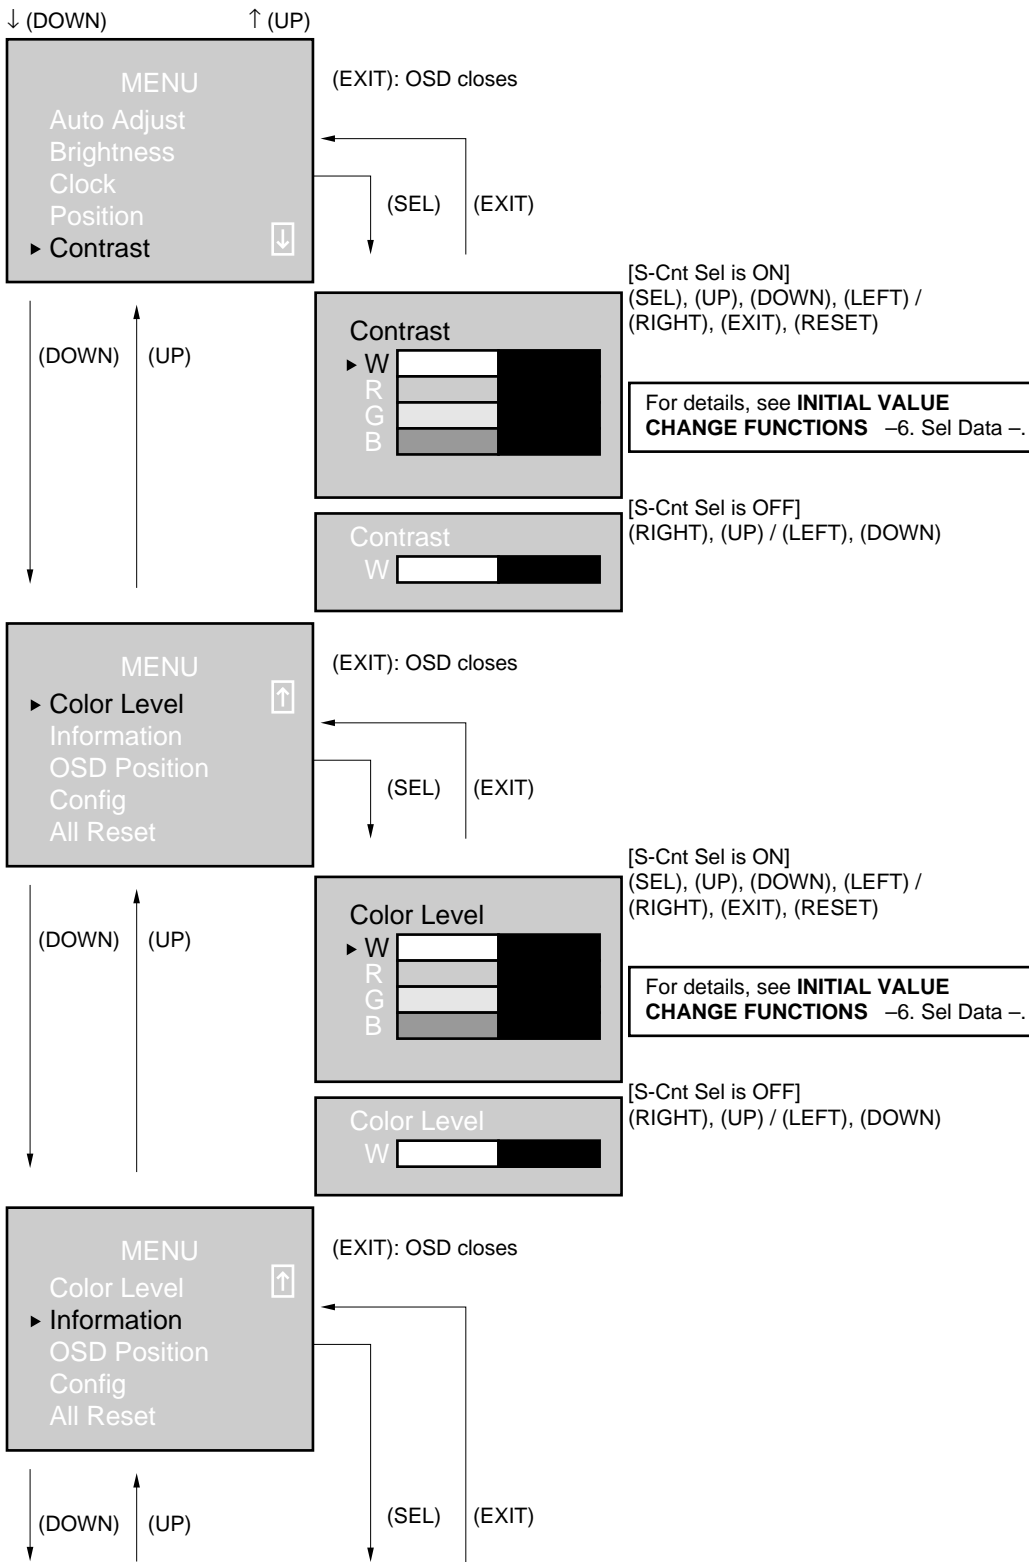 ↓ (DOWN) ↑ (UP)
MENU
Auto Adjust
Brightness
Clock
Position
▶ Contrast ↓
(EXIT): OSD closes
(SEL) (EXIT)
(DOWN) (UP)
Contrast
▶ W
R
G
B
[S-Cnt Sel is ON]
(SEL), (UP), (DOWN), (LEFT) /
(RIGHT), (EXIT), (RESET)
For details, see INITIAL VALUE
CHANGE FUNCTIONS –6. Sel Data –.
Contrast
W
[S-Cnt Sel is OFF]
(RIGHT), (UP) / (LEFT), (DOWN)
MENU
▶ Color Level ↑
Information
OSD Position
Config
All Reset
(EXIT): OSD closes
(SEL) (EXIT)
(DOWN) (UP)
Color Level
▶ W
R
G
B
[S-Cnt Sel is ON]
(SEL), (UP), (DOWN), (LEFT) /
(RIGHT), (EXIT), (RESET)
For details, see INITIAL VALUE
CHANGE FUNCTIONS –6. Sel Data –.
Color Level
W
[S-Cnt Sel is OFF]
(RIGHT), (UP) / (LEFT), (DOWN)
MENU
Color Level ↑
▶ Information
OSD Position
Config
All Reset
(EXIT): OSD closes
(DOWN) (UP)
(SEL) (EXIT)